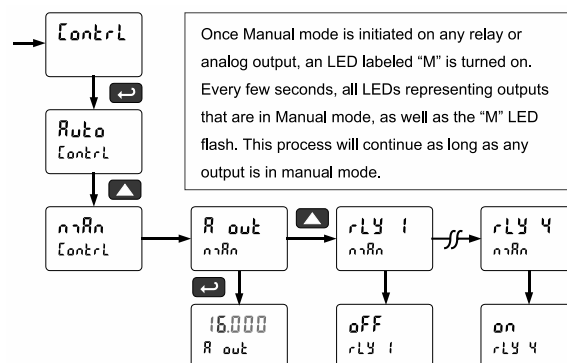 Contrl
Once Manual mode is initiated on any relay or
analog output, an LED labeled “M” is turned on.
Every few seconds, all LEDs representing outputs
that are in Manual mode, as well as the “M” LED
flash. This process will continue as long as any
output is in manual mode.
Auto
Contrl
mAn
Contrl
A out
mAn
rLY 1
mAn
rLY 4
mAn
16.000
A out
oFF
rLY 1
on
rLY 4